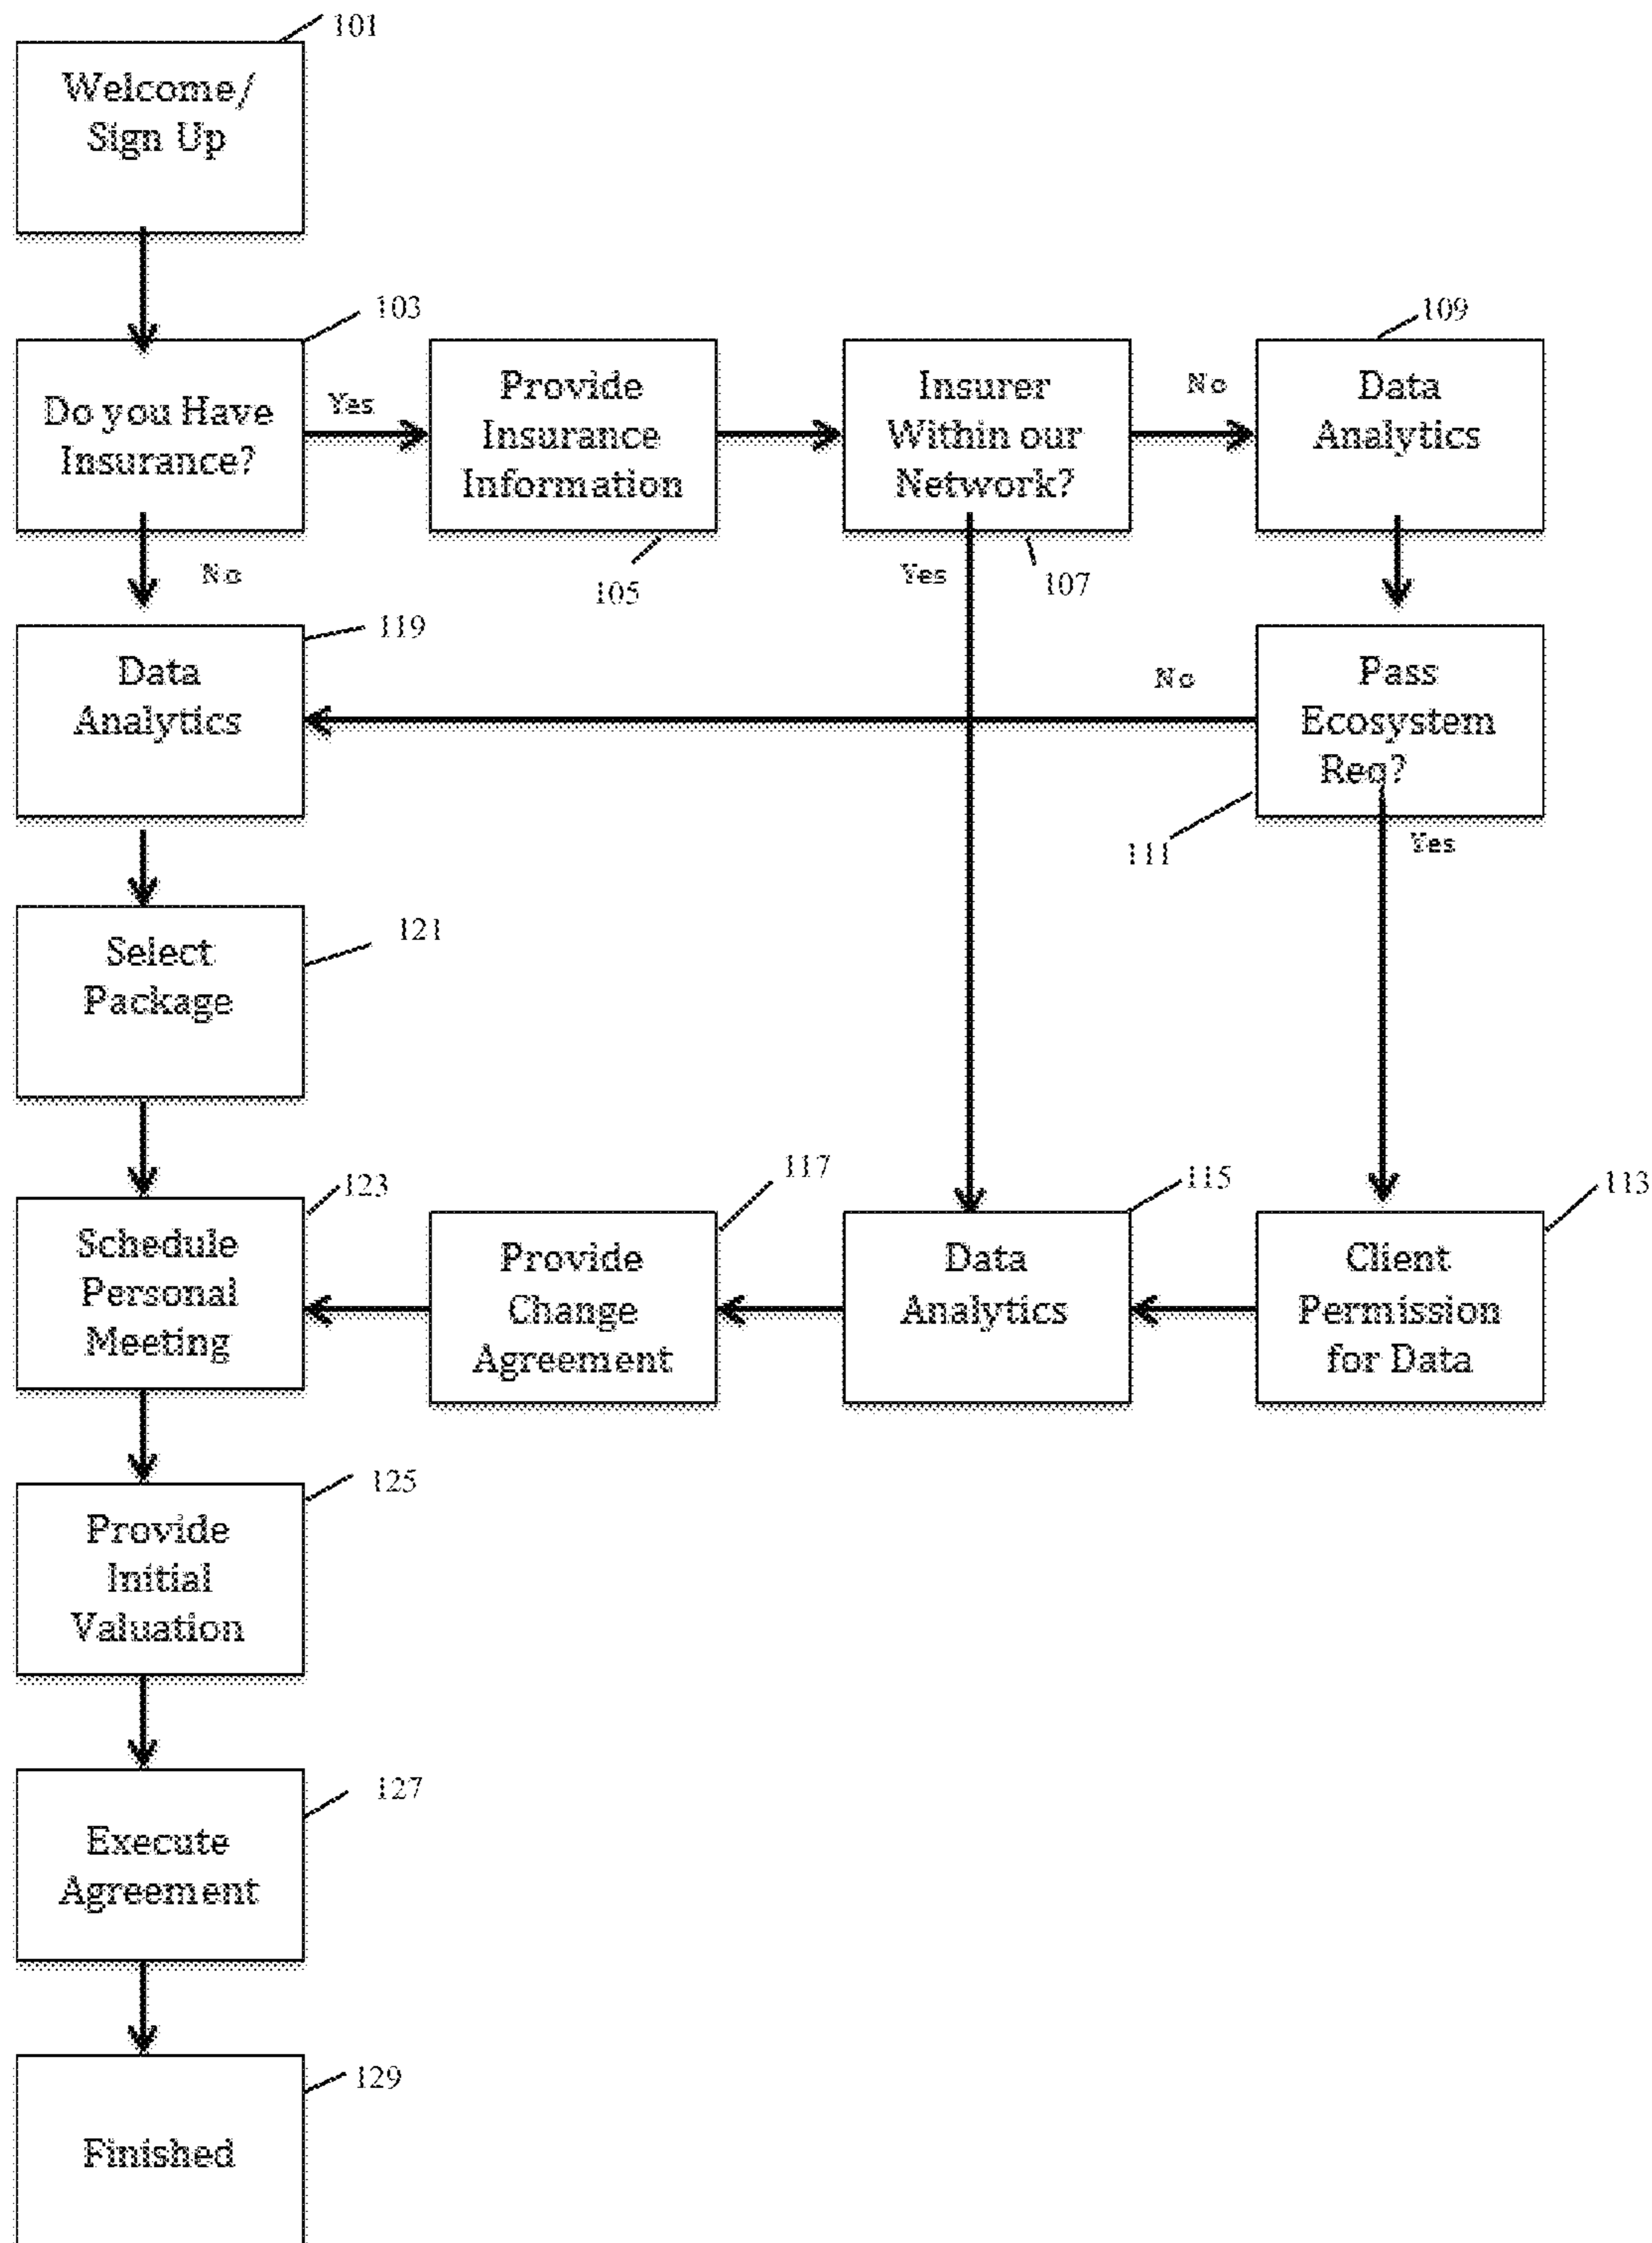 101
Welcome/
Sign Up
103
Do you Have
Insurance?
Yes
Provide
Insurance
Information
105
Insurer
Within our
Network?
107
No
109
Data
Analytics
No
Yes
119
Data
Analytics
No
Pass
Ecosystem
Req?
111
Yes
Select
Package
121
123
Schedule
Personal
Meeting
117
Provide
Change
Agreement
115
Data
Analytics
113
Client
Permission
for Data
125
Provide
Initial
Valuation
127
Execute
Agreement
129
Finished